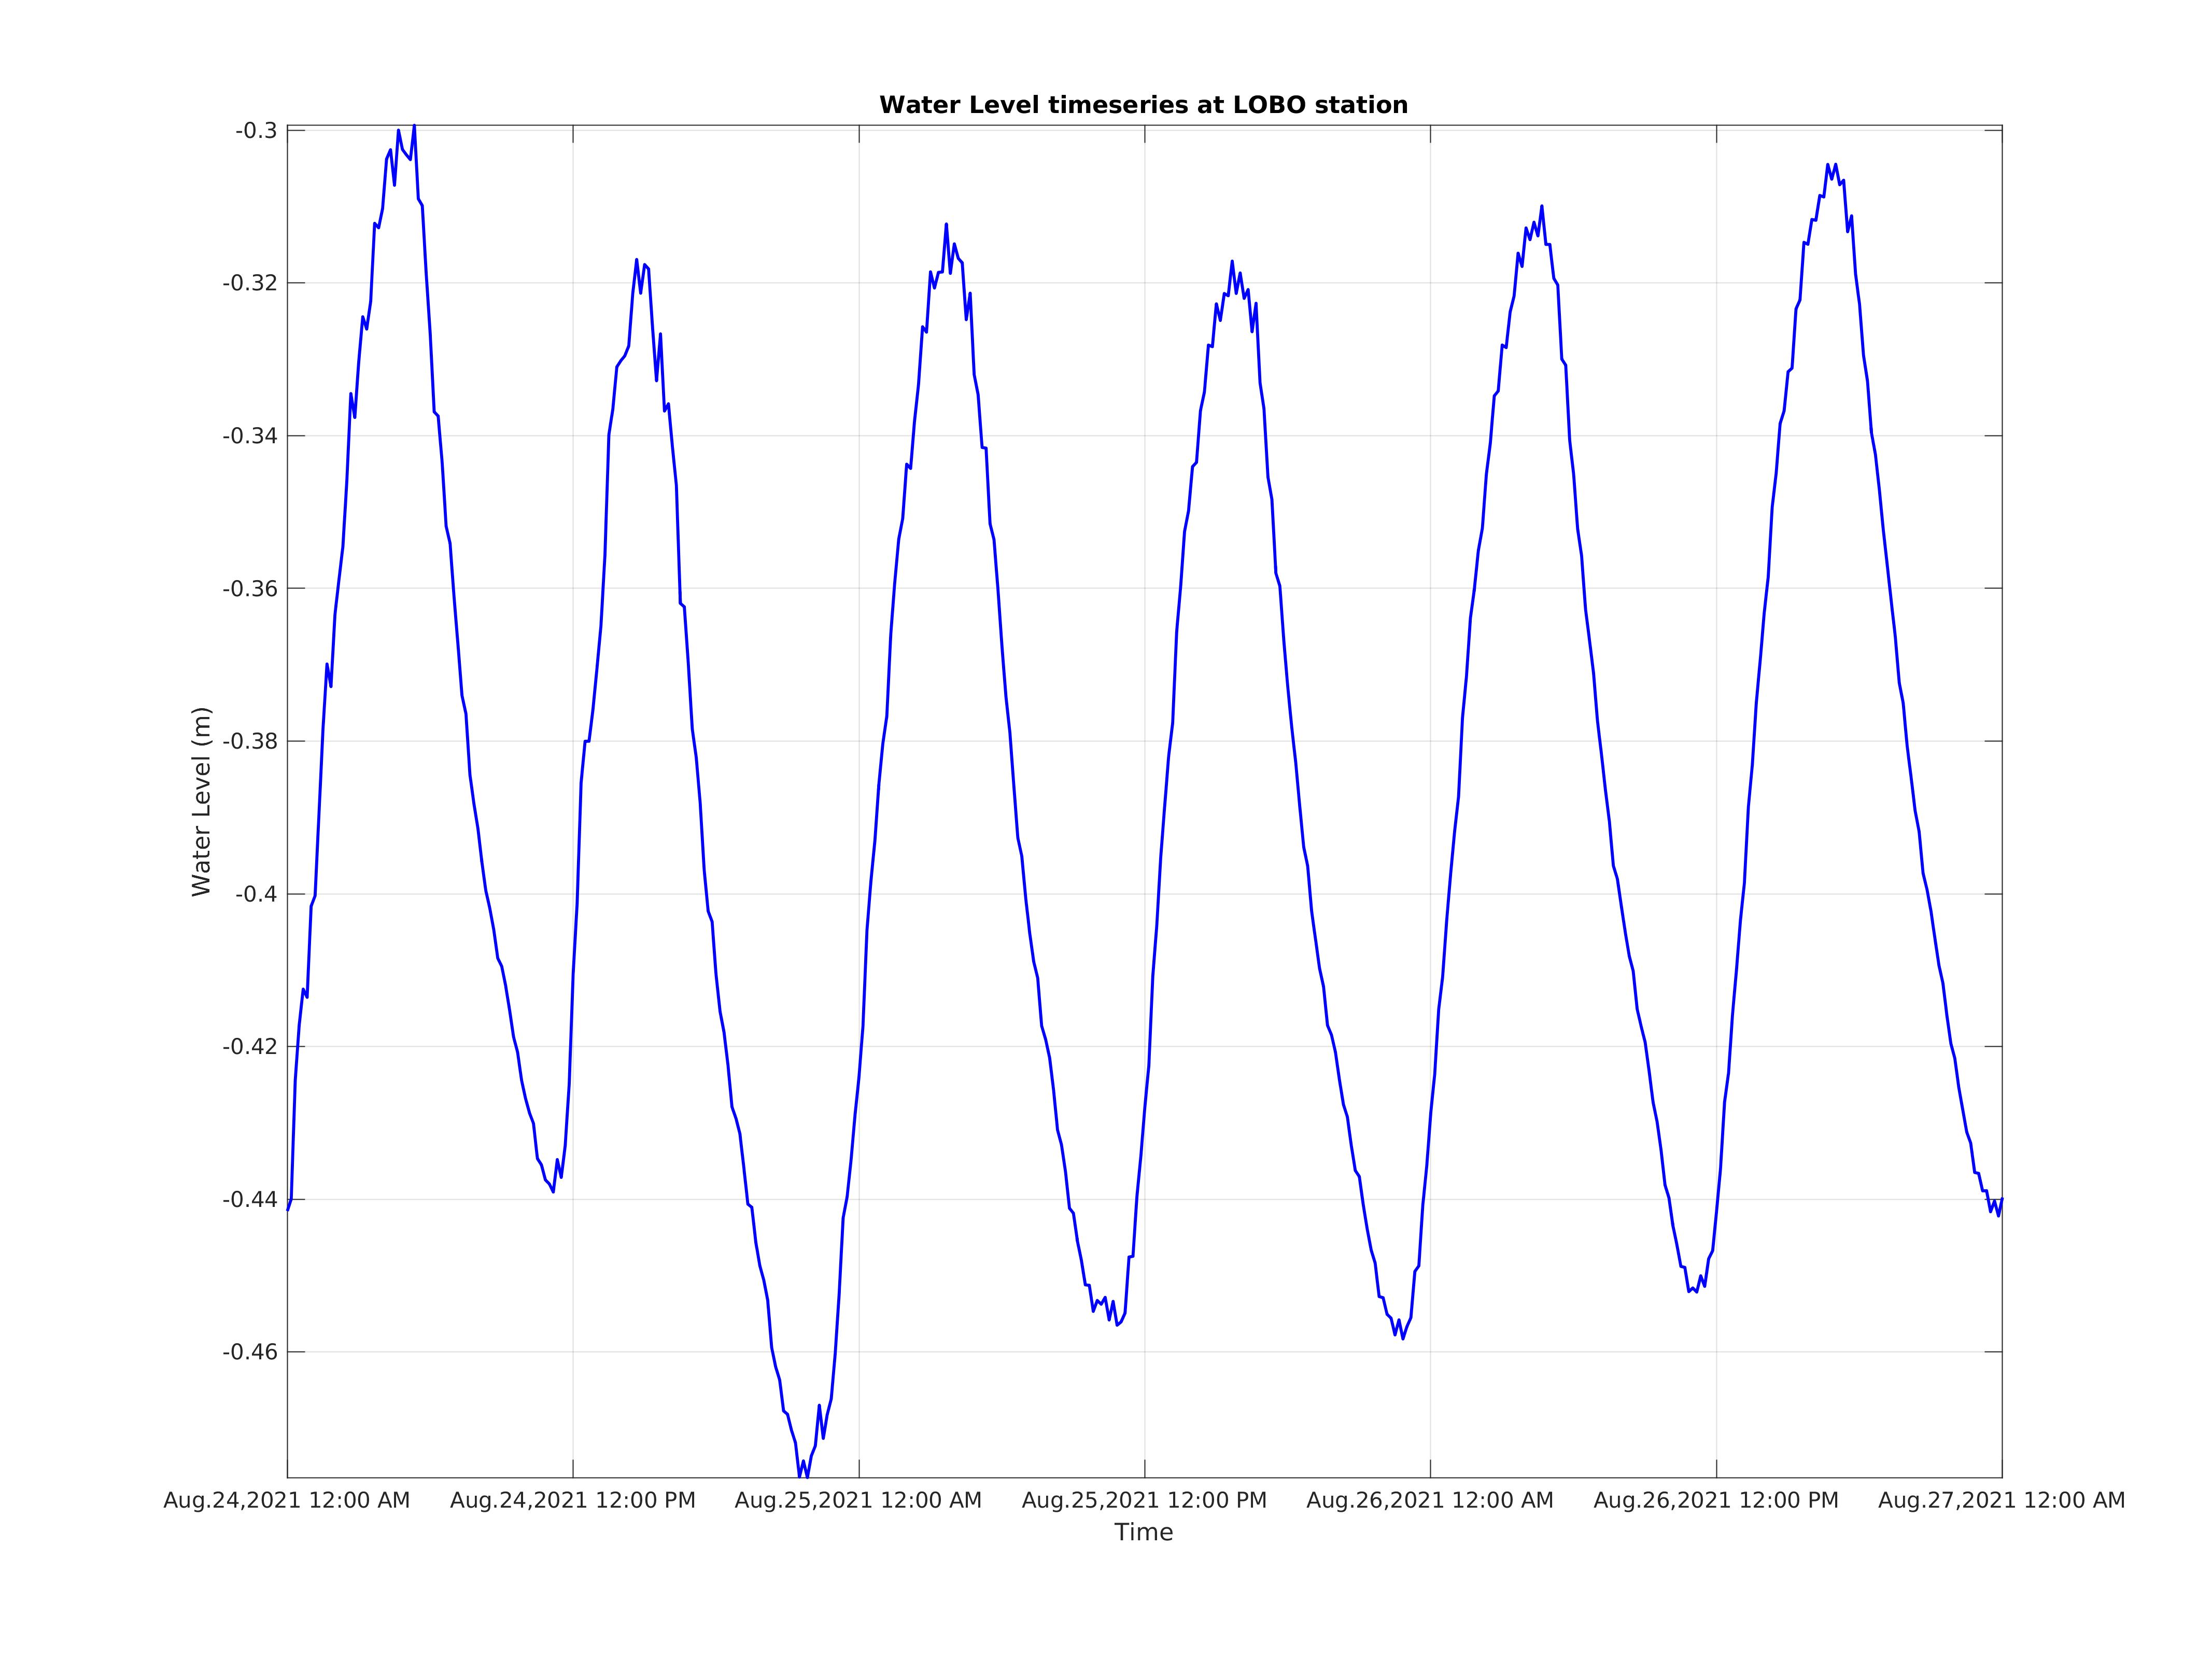 Water Level timeseries at LOBO station
-0.3
-0.32
-0.34
-0.36
-0.38
-0.4
-0.42
-0.44
-0.46
Water Level (m)
Aug.24,2021 12:00 AM Aug.24,2021 12:00 PM Aug.25,2021 12:00 AM Aug.25,2021 12:00 PM Aug.26,2021 12:00 AM Aug.26,2021 12:00 PM Aug.27,2021 12:00 AM
Time